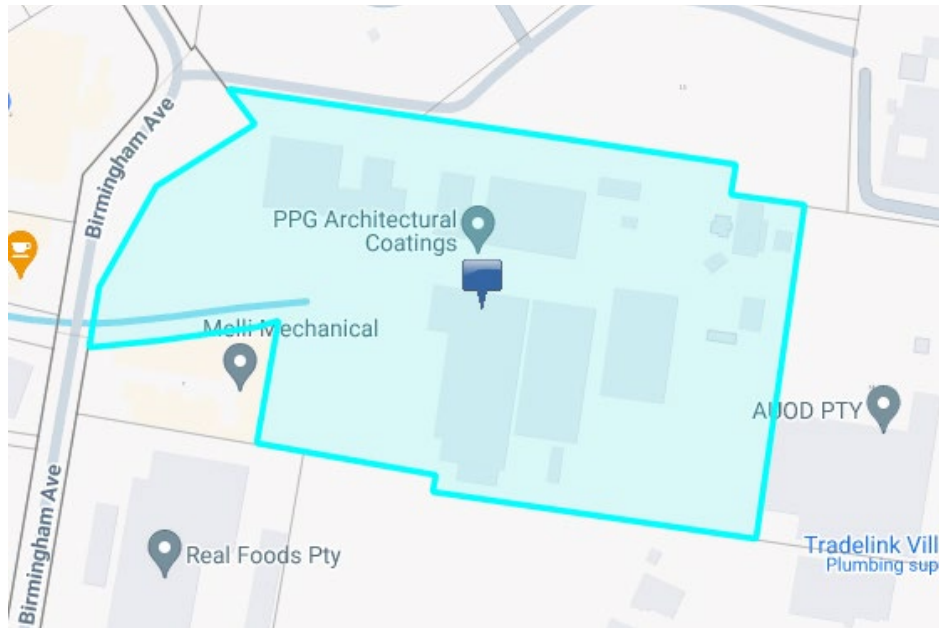 Birmingham Ave
PPG Architectural
Coatings
Melli Mechanical
AUOD PTY
Birmingham Ave
Real Foods Pty
Tradelink Vill
Plumbing sup